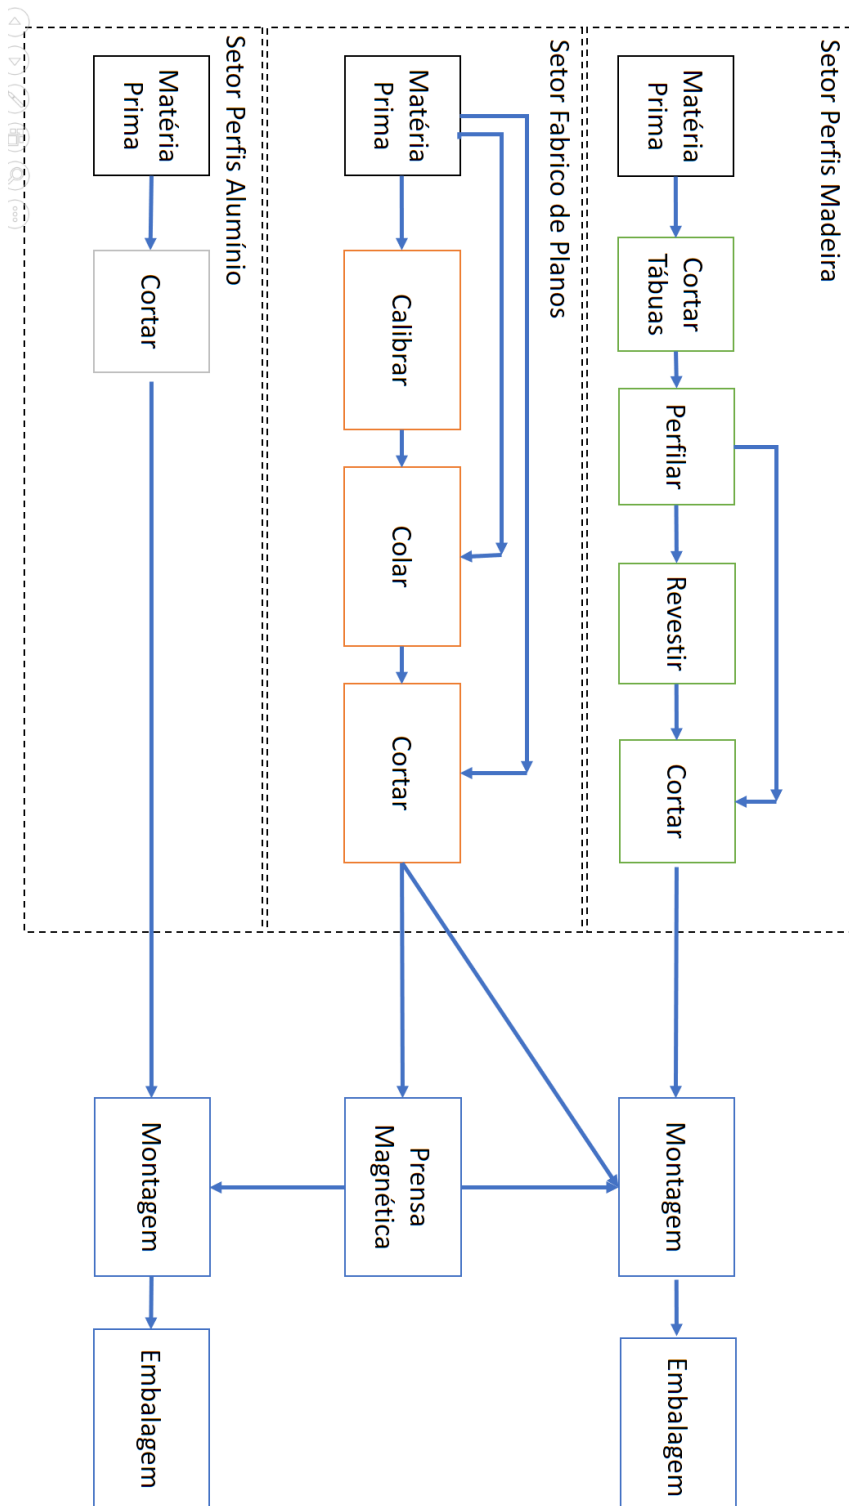 Setor Perfis Madeira
Matéria
Prima
Cortar
Tábuas
Perfilar
Revestir
Cortar
Montagem
Embalagem
Setor Fabrico de Planos
Matéria
Prima
Calibrar
Colar
Cortar
Prensa
Magnética
Setor Perfis Alumínio
Matéria
Prima
Cortar
Montagem
Embalagem